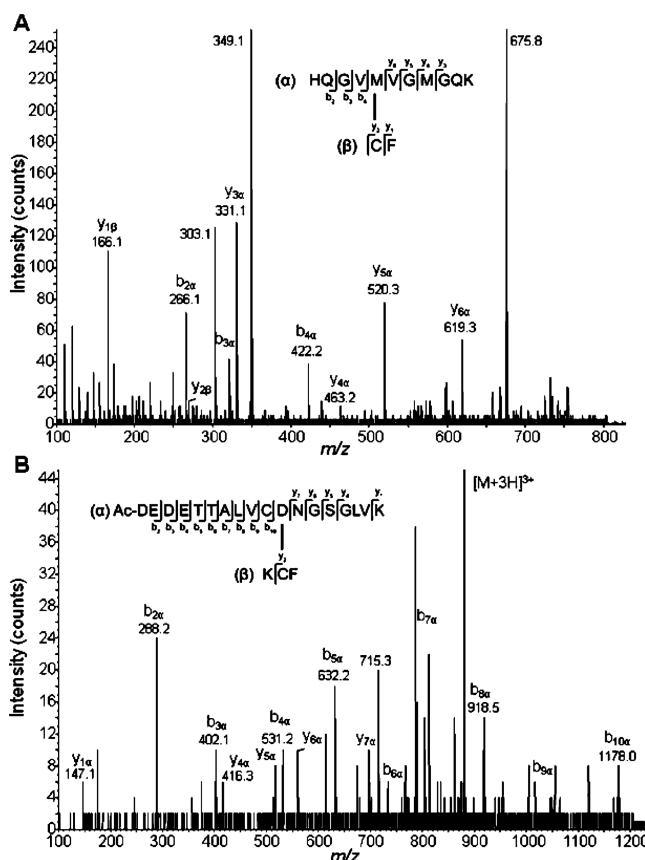 A
349.1
675.8
y₆ y₅ y₄ y₃
(α) HQGVMVGMGQK
b₂ b₃ b₄
y₂ y₁
(β) CF
y3α
331.1
y1β
166.1
303.1
b2α
266.1
y5α
520.3
y6α
619.3
b3α
b4α
422.2
y2β
y4α
463.2
Intensity (counts)
240
220
200
180
160
140
120
100
80
60
40
20
0
100 200 300 400 500 600 700 800
m/z
B
[M+3H]³⁺
y₇ y₆ y₅ y₄
(α) Ac-DEDETTALVCDNGSGLVK
b₂ b₃ b₄ b₅ b₆ b₇ b₈ b₉ b₁₀
(β) KCF
b2α
288.2
b7α
b5α
632.2
715.3
b8α
918.5
b3α
402.1
b4α
531.2
y6α
y7α
y1α
147.1
y4α
416.3
y5α
b6α
b9α
b10α
1178.0
Intensity (counts)
44
40
36
32
28
24
20
16
12
8
4
0
100 200 300 400 500 600 700 800 900 1000 1100 1200
m/z